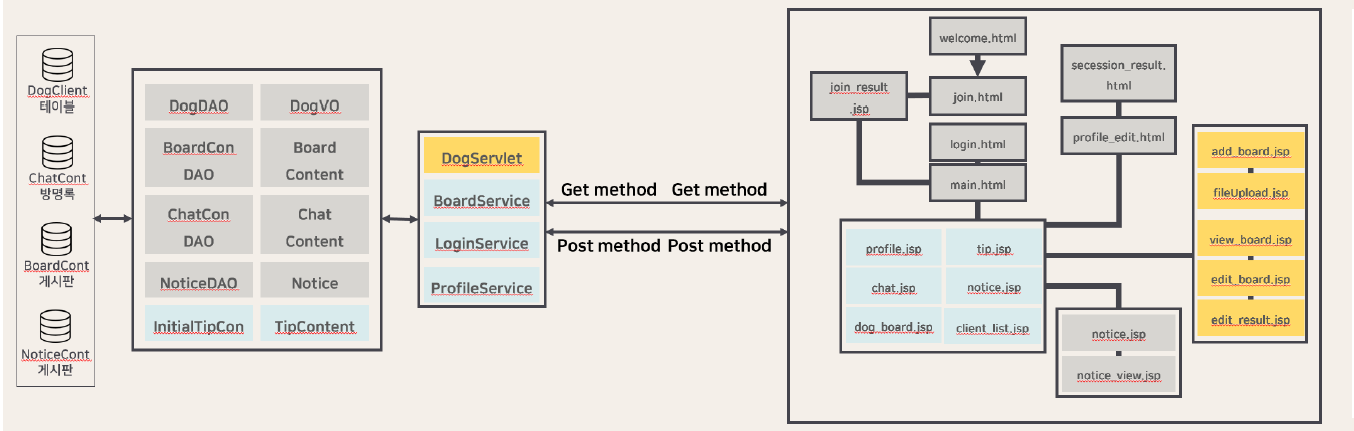 DogClient
테이블
ChatCont
방명록
BoardCont
게시판
NoticeCont
게시판
DogDAO
DogVO
BoardCon
DAO
Board
Content
ChatCon
DAO
Chat
Content
NoticeDAO
Notice
InitialTipCon
TipContent
DogServlet
BoardService
LoginService
ProfileService
Get method Get method
Post method Post method
welcome.html
join_result
.jsp
join.html
login.html
main.html
secession_result.
html
profile_edit.html
profile.jsp
tip.jsp
chat.jsp
notice.jsp
dog_board.jsp
client_list.jsp
notice.jsp
notice_view.jsp
add_board.jsp
fileUpload.jsp
view_board.jsp
edit_board.jsp
edit_result.jsp